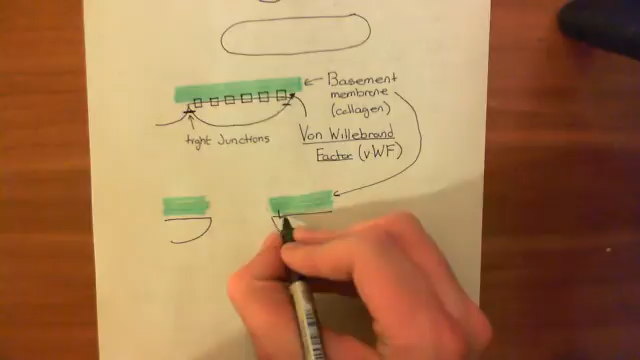 Basement
membrane
(collagen)
tight Junctions
Von Willebrand
Factor (vWF)